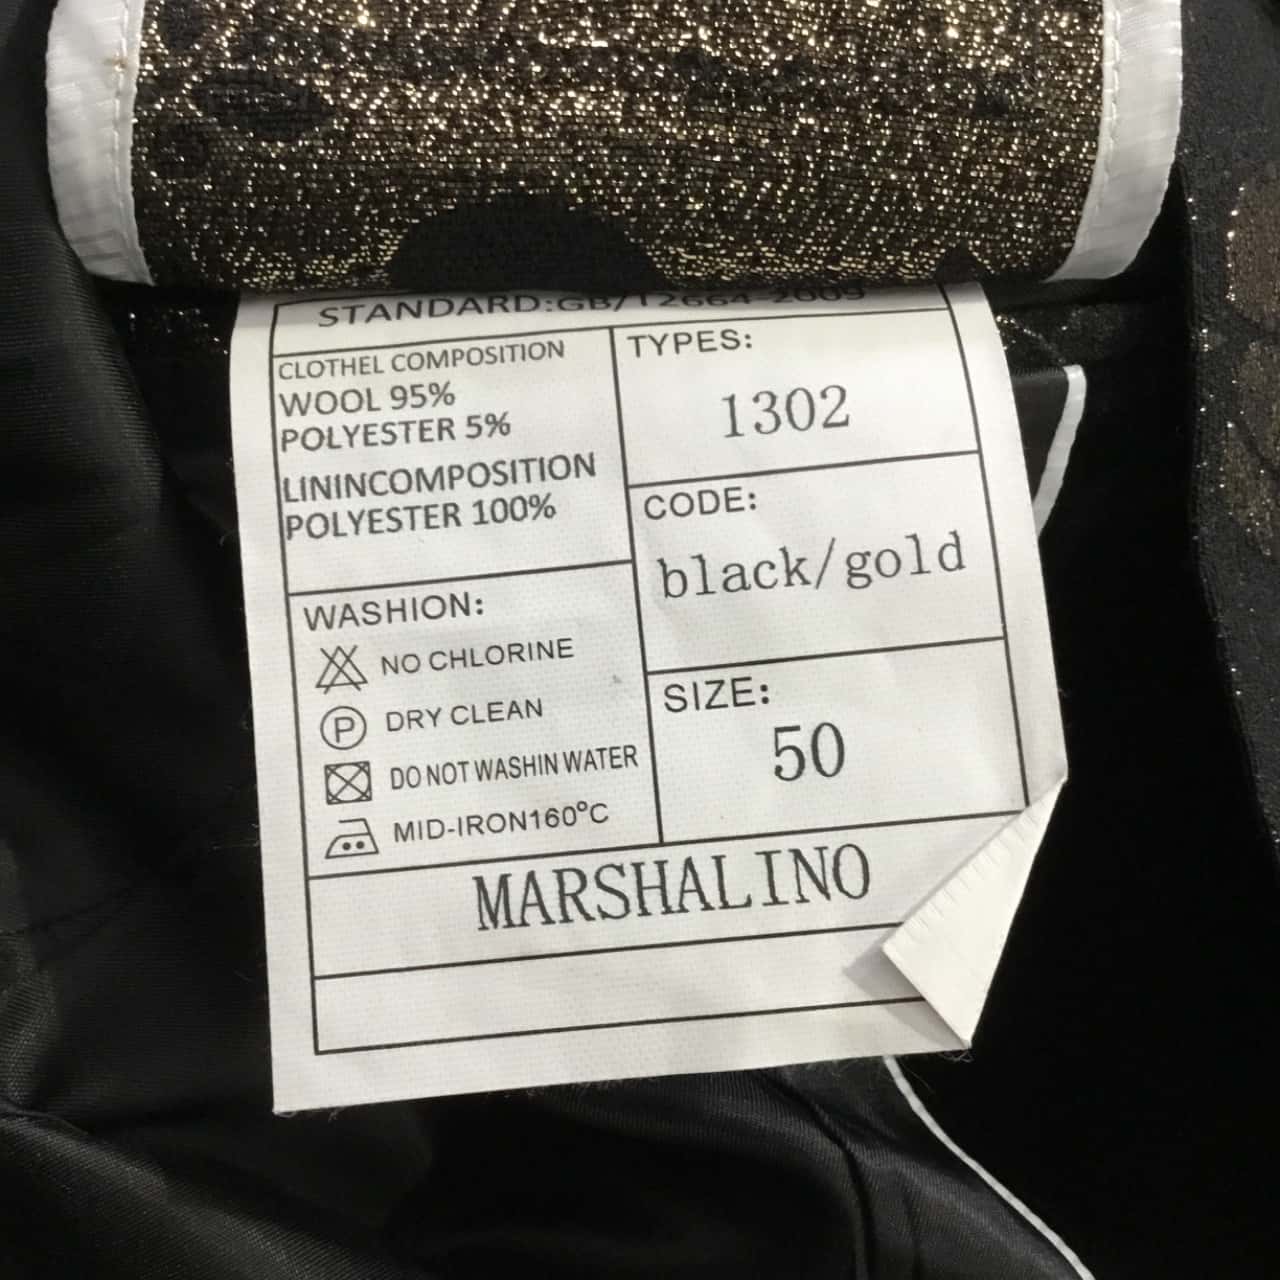 STANDARD:GB/T2664-2009
CLOTHEL COMPOSITION
WOOL 95%
POLYESTER 5%
LININCOMPOSITION
POLYESTER 100%
TYPES:
1302
CODE:
black/gold
WASHION:
NO CHLORINE
P DRY CLEAN
DO NOT WASHIN WATER
MID-IRON160°C
SIZE:
50
MARSHALINO